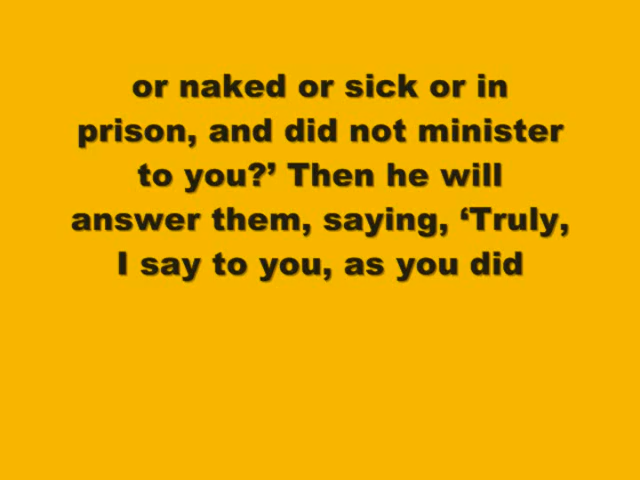 or naked or sick or in
prison, and did not minister
to you?’ Then he will
answer them, saying, ‘Truly,
I say to you, as you did